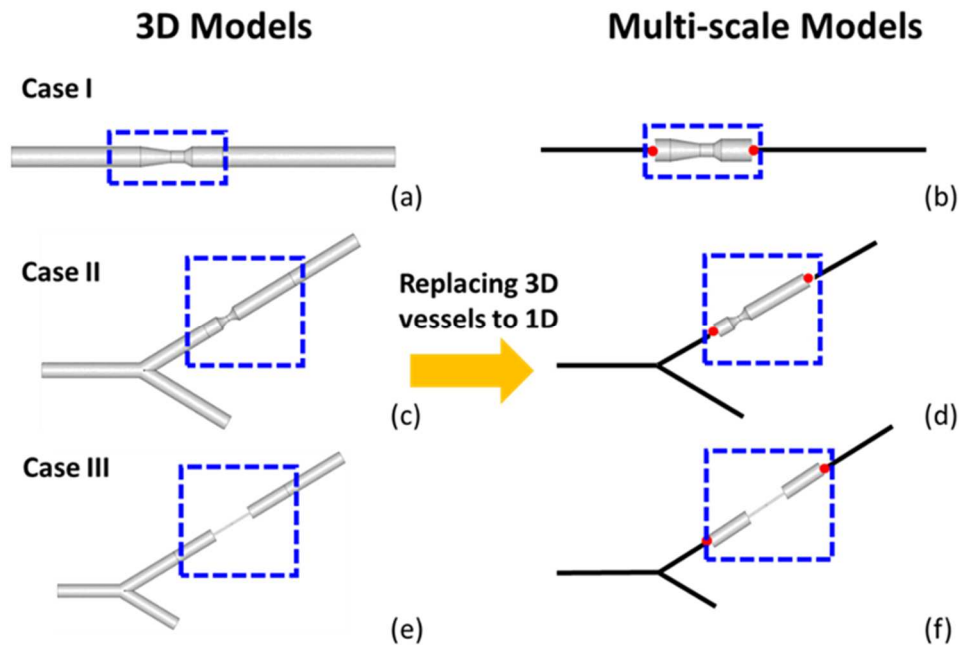 3D Models
Multi-scale Models
Case I
(a)
(b)
Case II
Replacing 3D
vessels to 1D
(c)
(d)
Case III
(e)
(f)